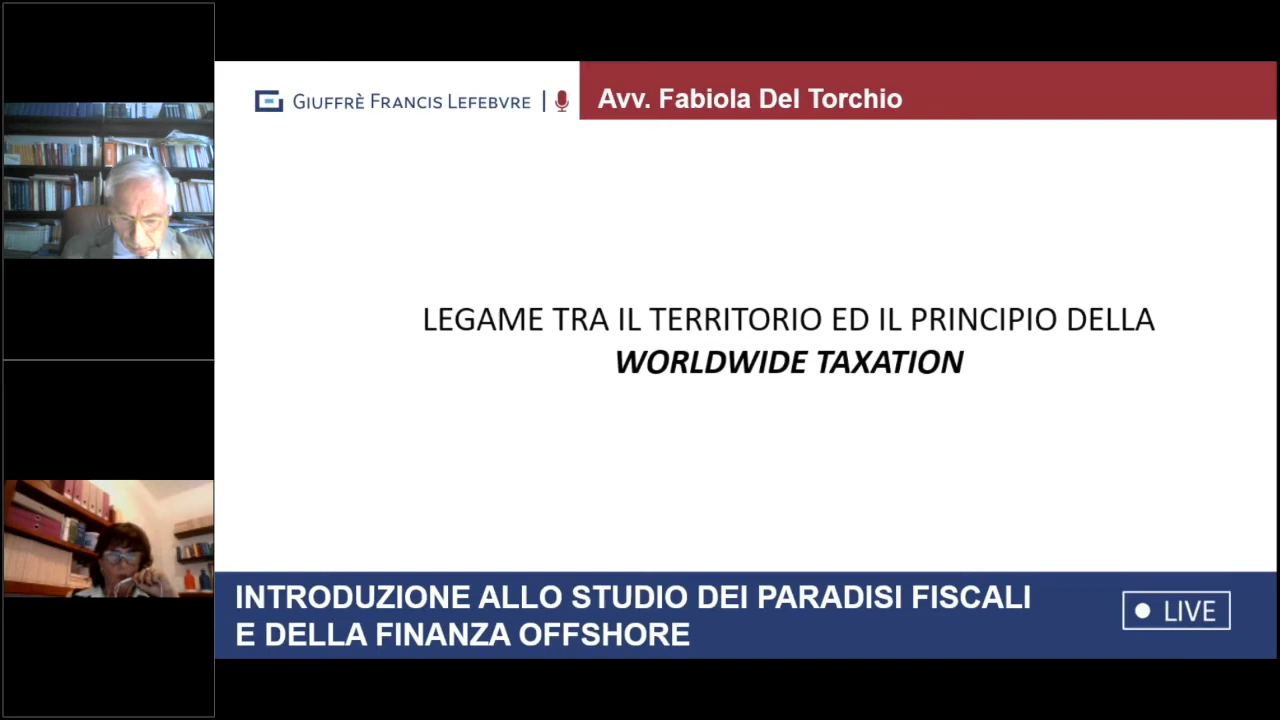 GIUFFRÈ FRANCIS LEFEBVRE
Avv. Fabiola Del Torchio
LEGAME TRA IL TERRITORIO ED IL PRINCIPIO DELLA
WORLDWIDE TAXATION
INTRODUZIONE ALLO STUDIO DEI PARADISI FISCALI
E DELLA FINANZA OFFSHORE
LIVE